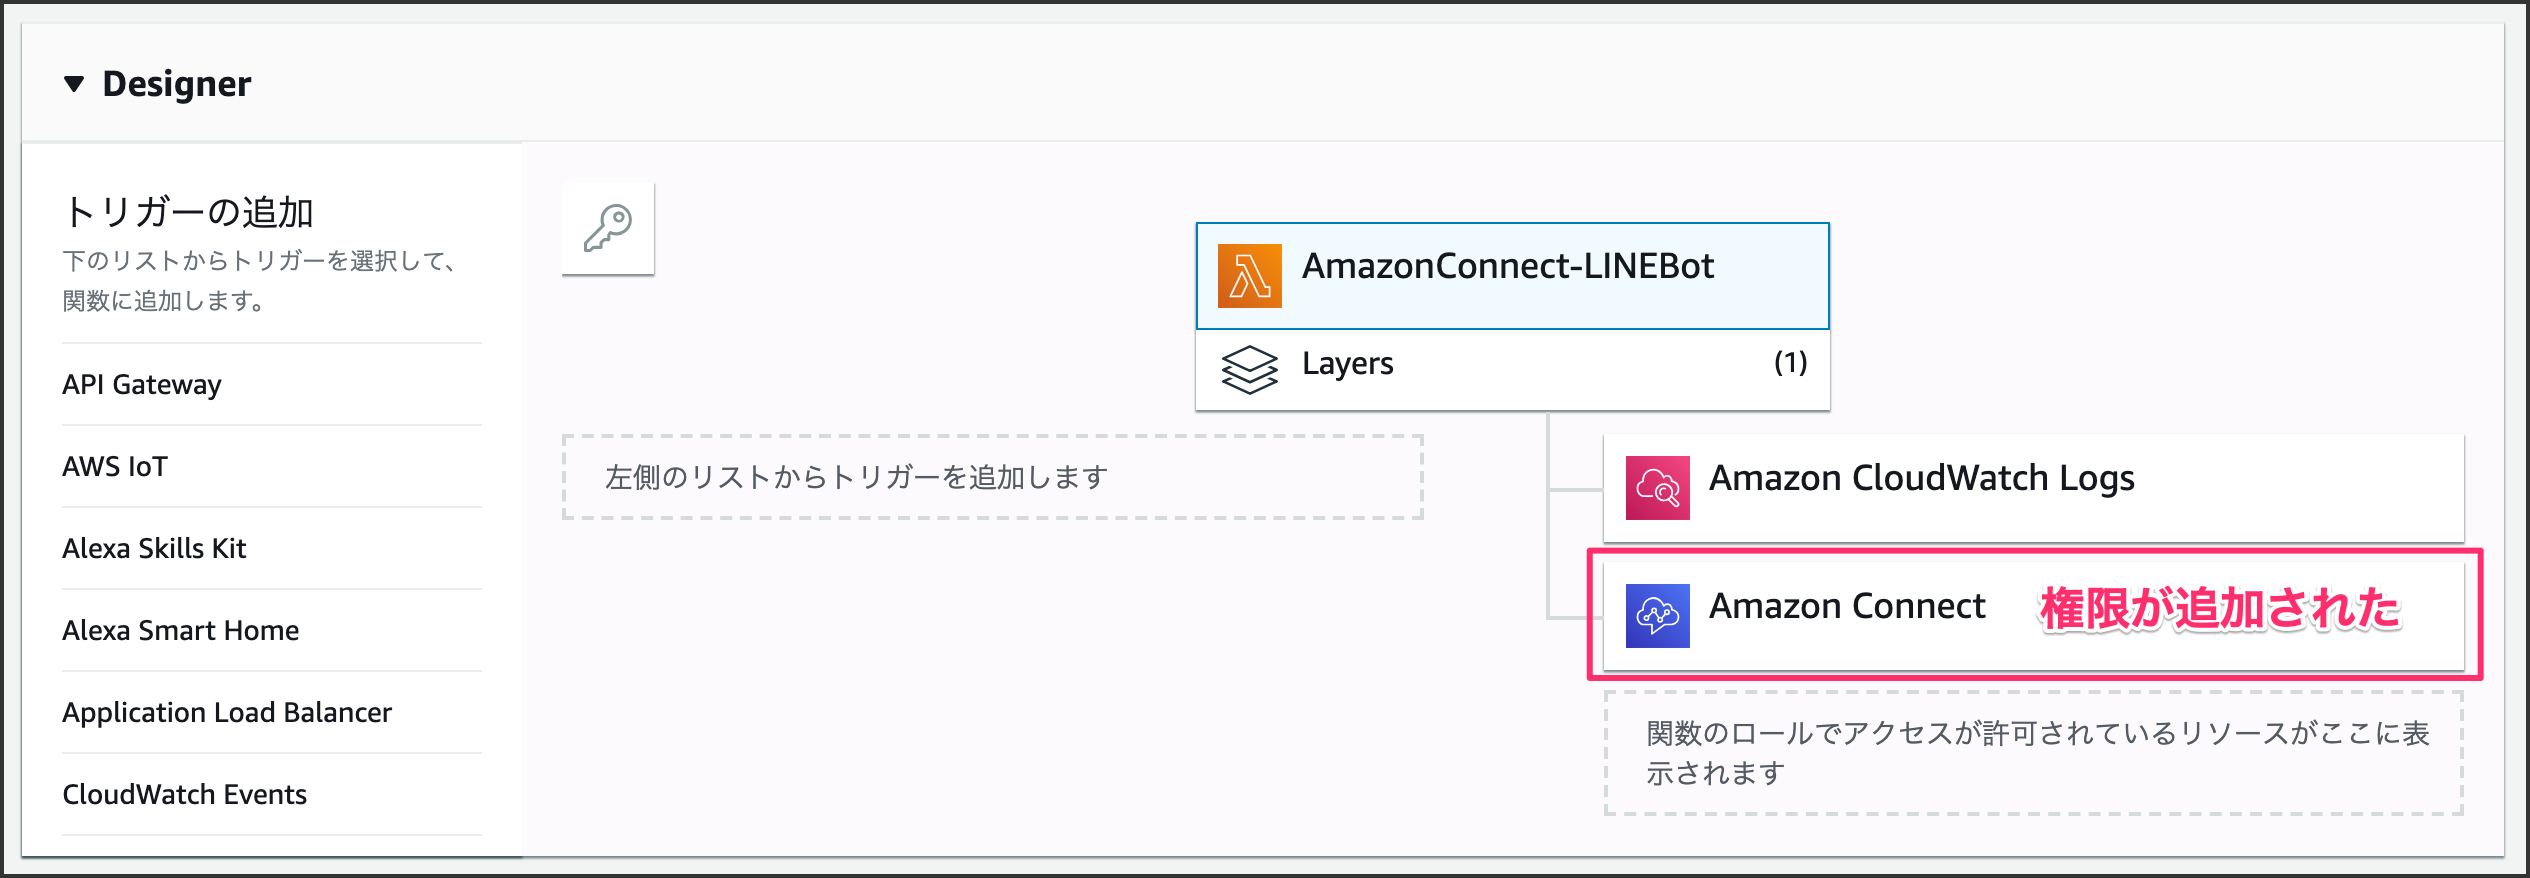 Designer
トリガーの追加
下のリストからトリガーを選択して、
関数に追加します。
API Gateway
AWS IoT
Alexa Skills Kit
Alexa Smart Home
Application Load Balancer
CloudWatch Events
AmazonConnect-LINEBot
Layers (1)
左側のリストからトリガーを追加します
Amazon CloudWatch Logs
Amazon Connect 権限が追加された
関数のロールでアクセスが許可されているリソースがここに表
示されます